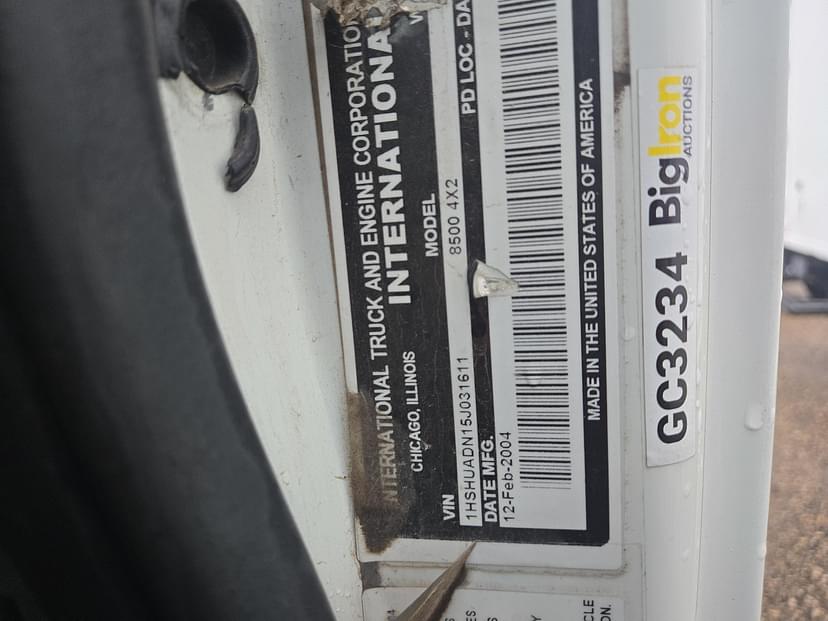 INTERNATIONAL TRUCK AND ENGINE CORPORATION
INTERNATIONAL
CHICAGO, ILLINOIS
MODEL
8500 4X2
VIN
1HSHUADN15J031611
PD LOC - DA
DATE MFG.
12-Feb-2004
MADE IN THE UNITED STATES OF AMERICA
GC3234 BigIron
AUCTIONS